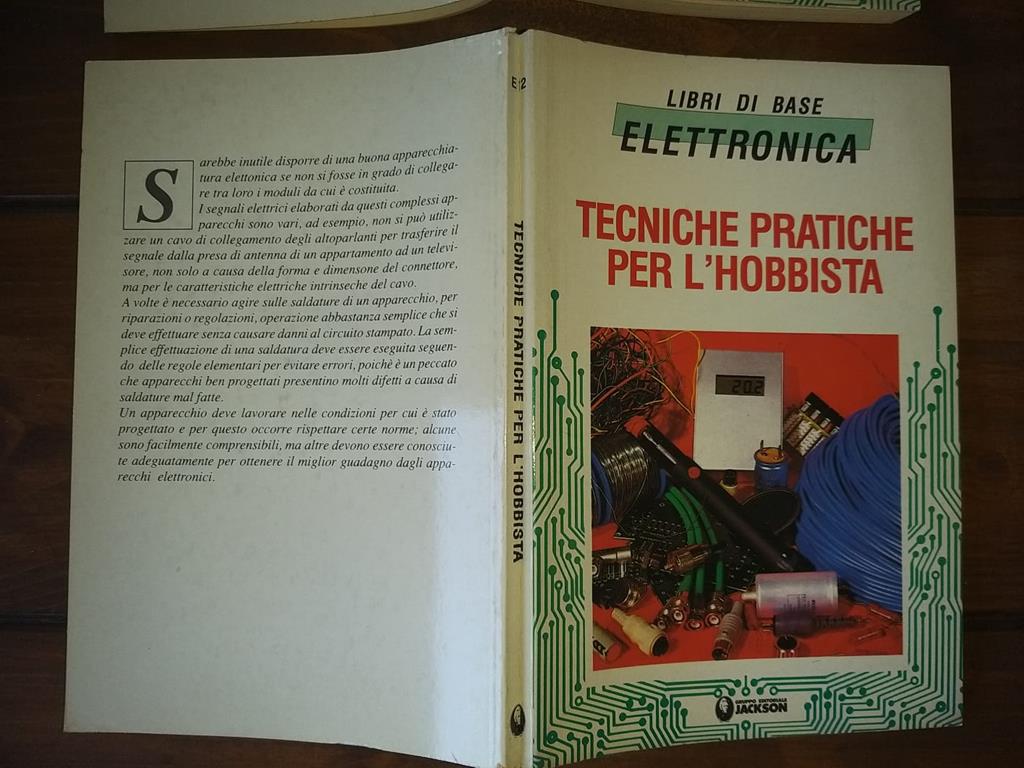 Sarebbe inutile disporre di una buona apparecchia-
tura elettonica se non si fosse in grado di collega-
re tra loro i moduli da cui è costituita.
I segnali elettrici elaborati da questi complessi ap-
parecchi sono vari, ad esempio, non si può utiliz-
zare un cavo di collegamento degli altoparlanti per trasferire il
segnale dalla presa di antenna di un appartamento ad un televi-
sore, non solo a causa della forma e dimensone del connettore,
ma per le caratteristiche elettriche intrinseche del cavo.
A volte è necessario agire sulle saldature di un apparecchio, per
riparazioni o regolazioni, operazione abbastanza semplice che si
deve effettuare senza causare danni al circuito stampato. La sem-
plice effettuazione di una saldatura deve essere eseguita seguen-
do delle regole elementari per evitare errori, poichè è un peccato
che apparecchi ben progettati presentino molti difetti a causa di
saldature mal fatte.
Un apparecchio deve lavorare nelle condizioni per cui è stato
progettato e per questo occorre rispettare certe norme; alcune
sono facilmente comprensibili, ma altre devono essere conosciu-
te adeguatamente per ottenere il miglior guadagno dagli appa-
recchi elettronici.
TECNICHE PRATICHE PER L'HOBBISTA
LIBRI DI BASE
ELETTRONICA
TECNICHE PRATICHE
PER L'HOBBISTA
20.2
GRUPPO EDITORIALE
JACKSON